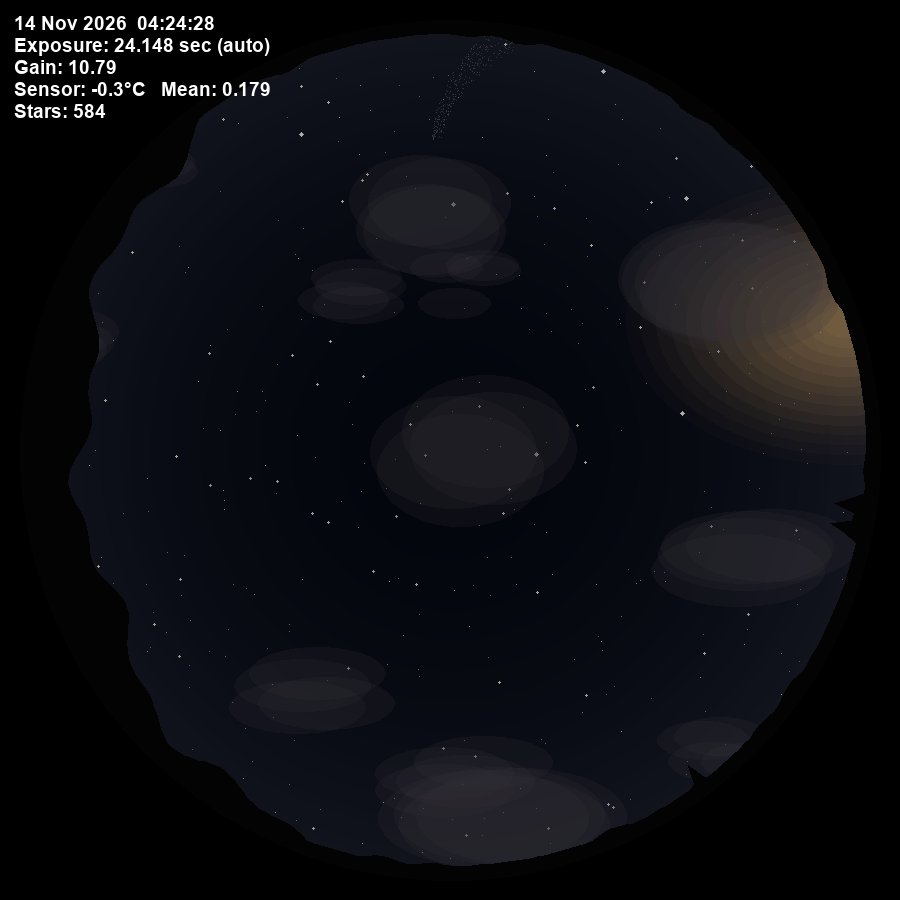 14 Nov 2026  04:24:28
Exposure: 24.148 sec (auto)
Gain: 10.79
Sensor: -0.3°C   Mean: 0.179
Stars: 584